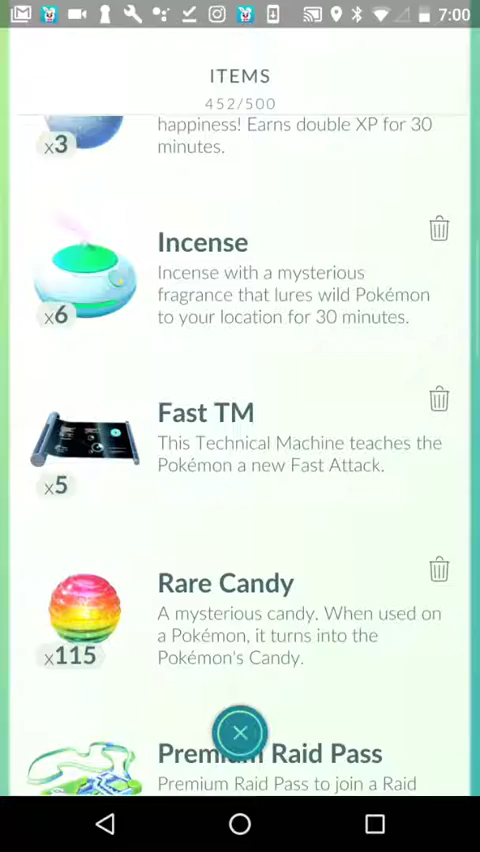 7:00
ITEMS
452/500
happiness! Earns double XP for 30
x3
minutes.
Incense
Incense with a mysterious
fragrance that lures wild Pokémon
x6
to your location for 30 minutes.
Fast TM
This Technical Machine teaches the
Pokémon a new Fast Attack.
x5
Rare Candy
A mysterious candy. When used on
a Pokémon, it turns into the
x115
Pokémon's Candy.
Premium Raid Pass
Premium Raid Pass to join a Raid